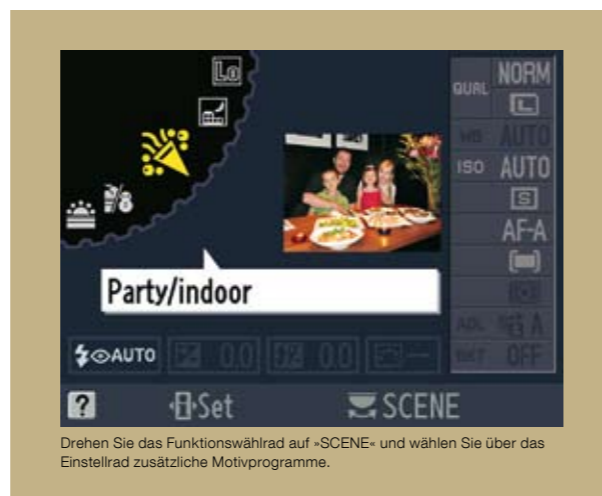 Lo
QUAL NORM
L
WB AUTO
ISO AUTO
S
AF-A
Party/indoor
ADL A
AUTO 0.0 0.0 --
BKT OFF
? Set SCENE
Drehen Sie das Funktionswählrad auf »SCENE« und wählen Sie über das
Einstellrad zusätzliche Motivprogramme.